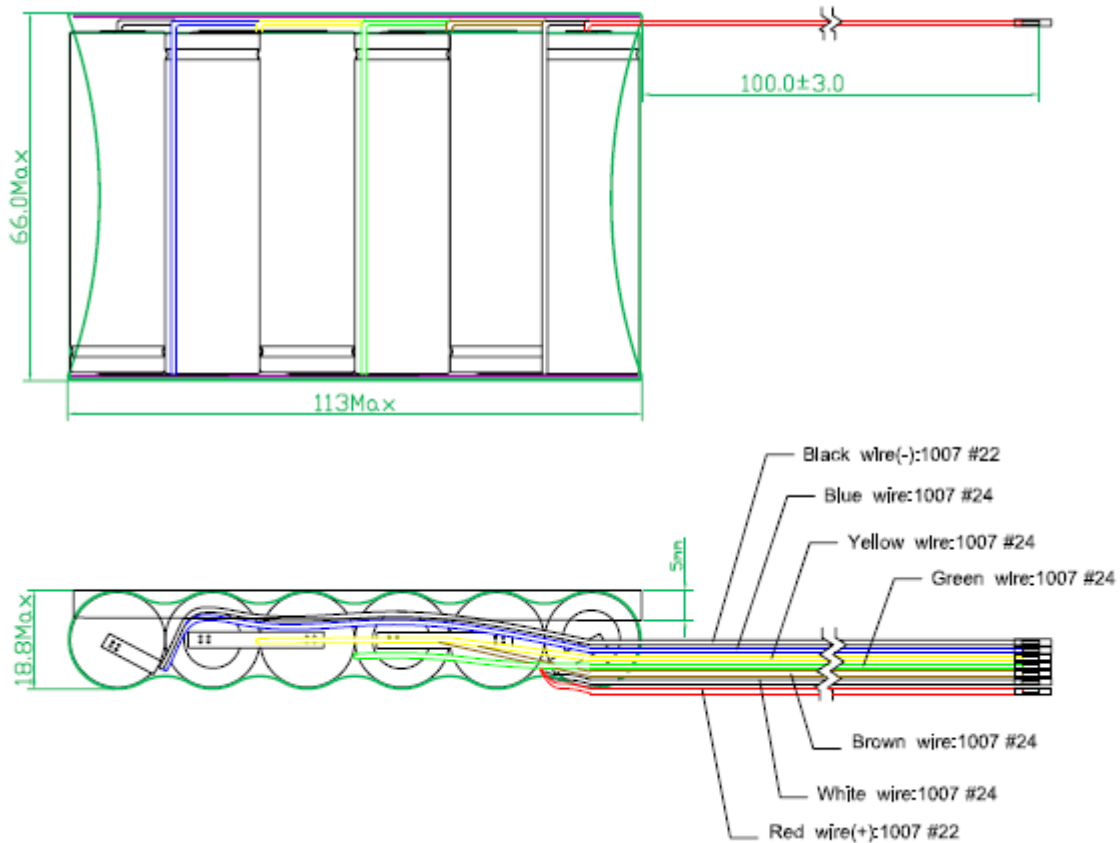 100.0±3.0
66.0Max
113Max
Black wire(-):1007 #22
Blue wire:1007 #24
Yellow wire:1007 #24
5mm
Green wire:1007 #24
18.8Max
Brown wire:1007 #24
White wire:1007 #24
Red wire(+):1007 #22